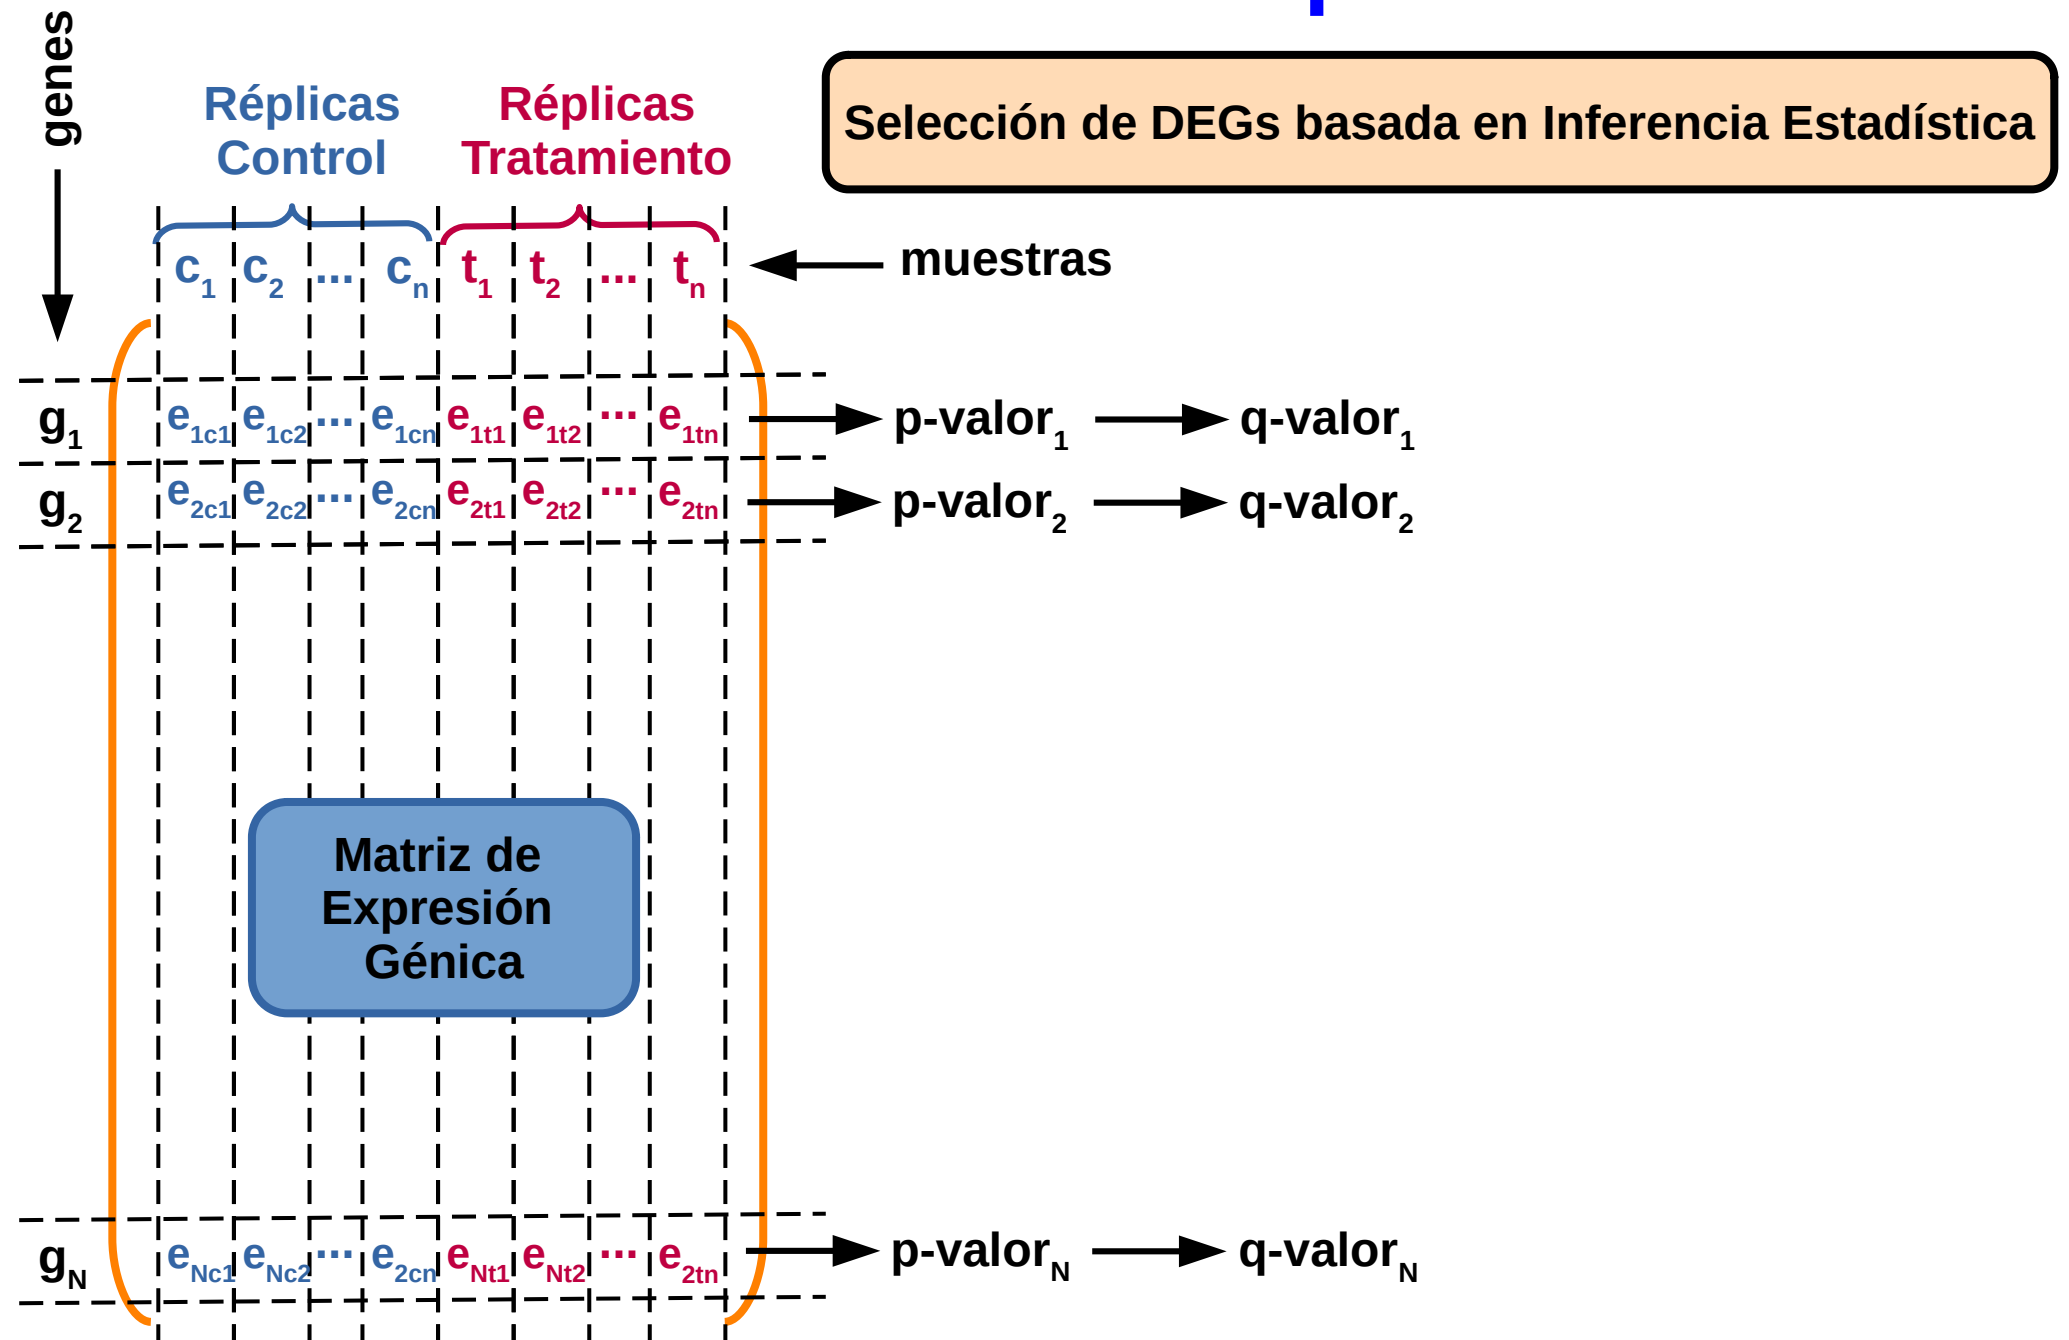 genes
Réplicas
Control
Réplicas
Tratamiento
Selección de DEGs basada en Inferencia Estadística
c1 c2 ... cn t1 t2 ... tn
muestras
g1 e1c1 e1c2 ... e1cn e1t1 e1t2 ... e1tn p-valor1 q-valor1
g2 e2c1 e2c2 ... e2cn e2t1 e2t2 ... e2tn p-valor2 q-valor2
Matriz de
Expresión
Génica
gN eNc1 eNc2 ... e2cn eNt1 eNt2 ... e2tn p-valorN q-valorN